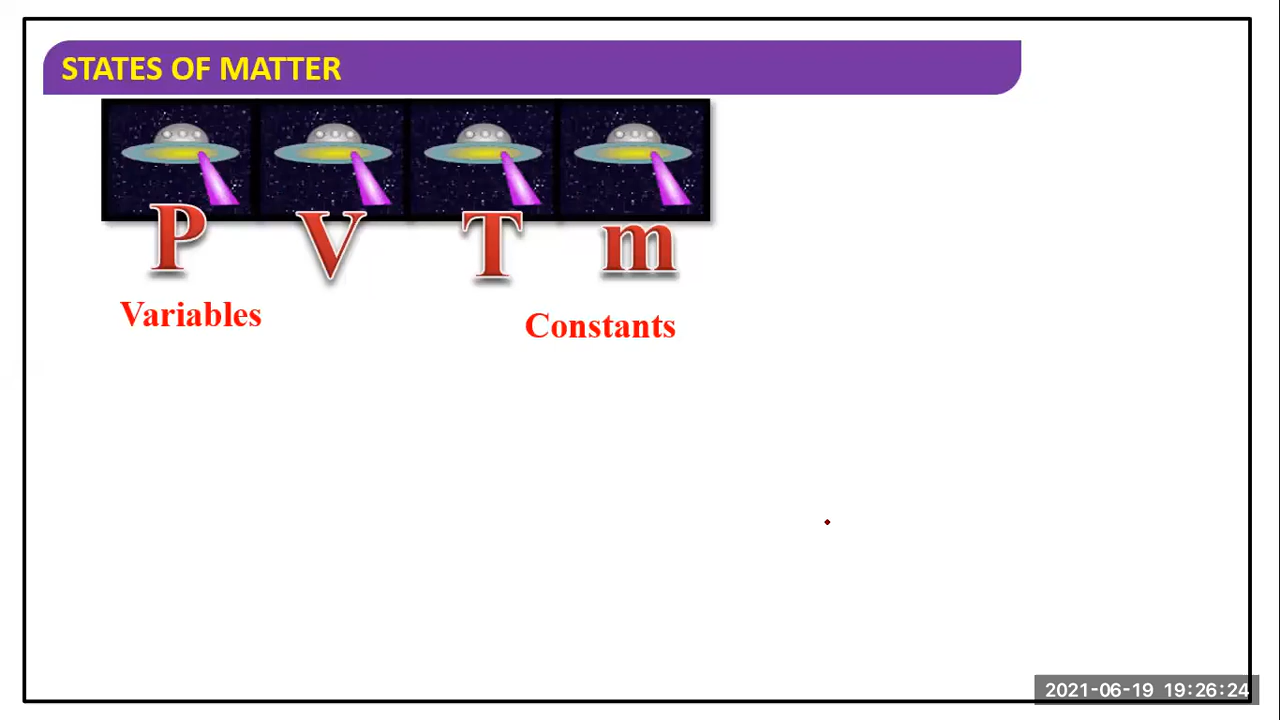 STATES OF MATTER
P V T m
Variables
Constants
2021-06-19 19:26:24